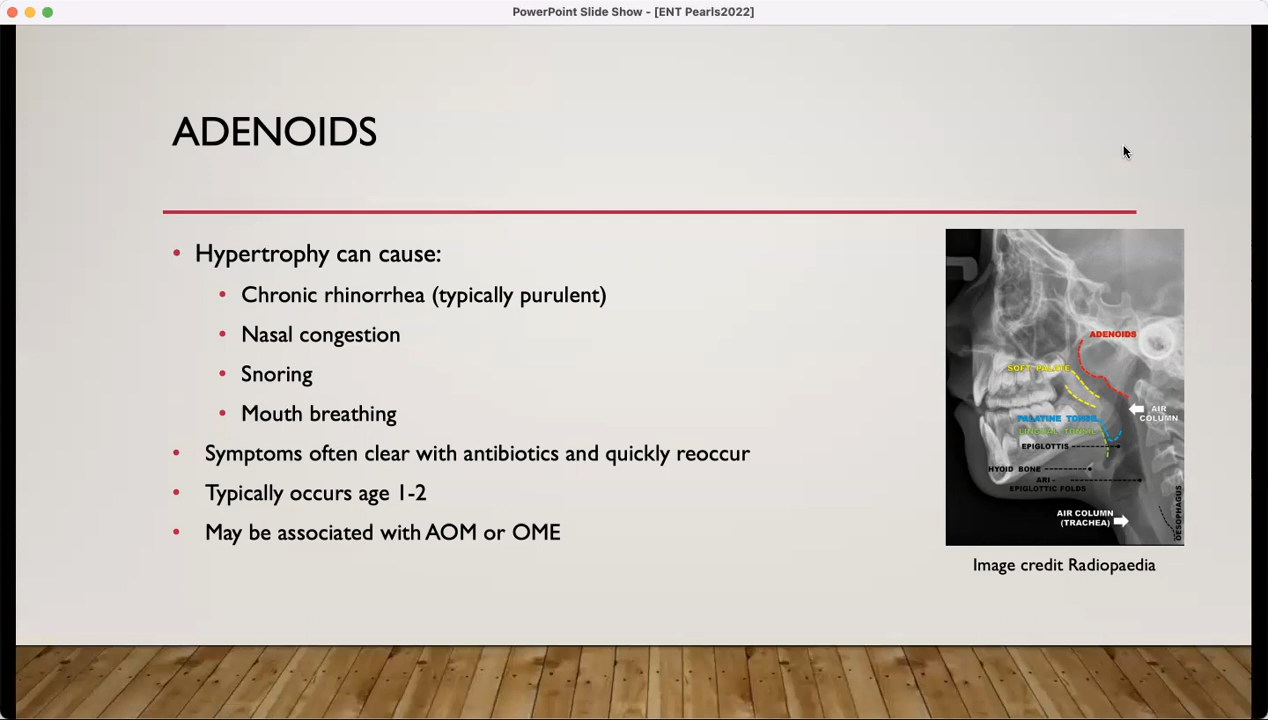 PowerPoint Slide Show - [ENT Pearls2022]
ADENOIDS
• Hypertrophy can cause:
• Chronic rhinorrhea (typically purulent)
• Nasal congestion
• Snoring
• Mouth breathing
• Symptoms often clear with antibiotics and quickly reoccur
• Typically occurs age 1-2
• May be associated with AOM or OME
ADENOIDS
SOFT PALATE
AIR
COLUMN
PALATINE TONSIL
LINGUAL TONSIL
EPIGLOTTIS
HYOID BONE
ARI -
EPIGLOTTIC FOLDS
AIR COLUMN
(TRACHEA)
OESOPHAGUS
Image credit Radiopaedia